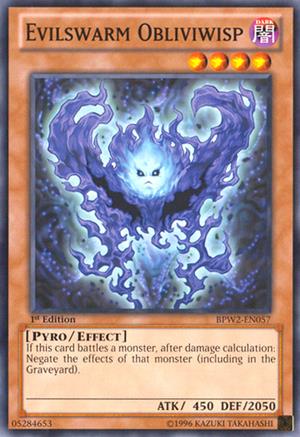 Evilswarm Obliviwisp
DARK
闇
1st Edition
BPW2-EN057
[Pyro/Effect]
If this card battles a monster, after damage calculation:
Negate the effects of that monster (including in the
Graveyard).
ATK/ 450 DEF/2050
05284653
©1996 KAZUKI TAKAHASHI